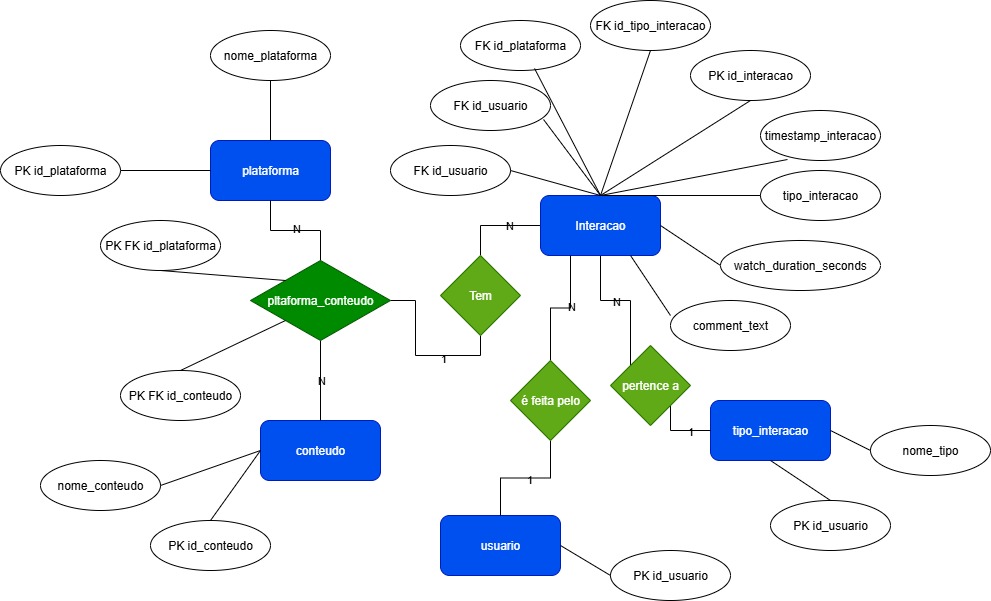 FK id_tipo_interacao
FK id_plataforma
nome_plataforma
PK id_interacao
FK id_usuario
timestamp_interacao
PK id_plataforma
plataforma
FK id_usuario
tipo_interacao
N
N
Interacao
PK FK id_plataforma
watch_duration_seconds
pltaforma_conteudo
Tem
N
N
comment_text
1
N
pertence a
PK FK id_conteudo
é feita pelo
1
tipo_interacao
conteudo
nome_tipo
nome_conteudo
1
PK id_usuario
PK id_conteudo
usuario
PK id_usuario